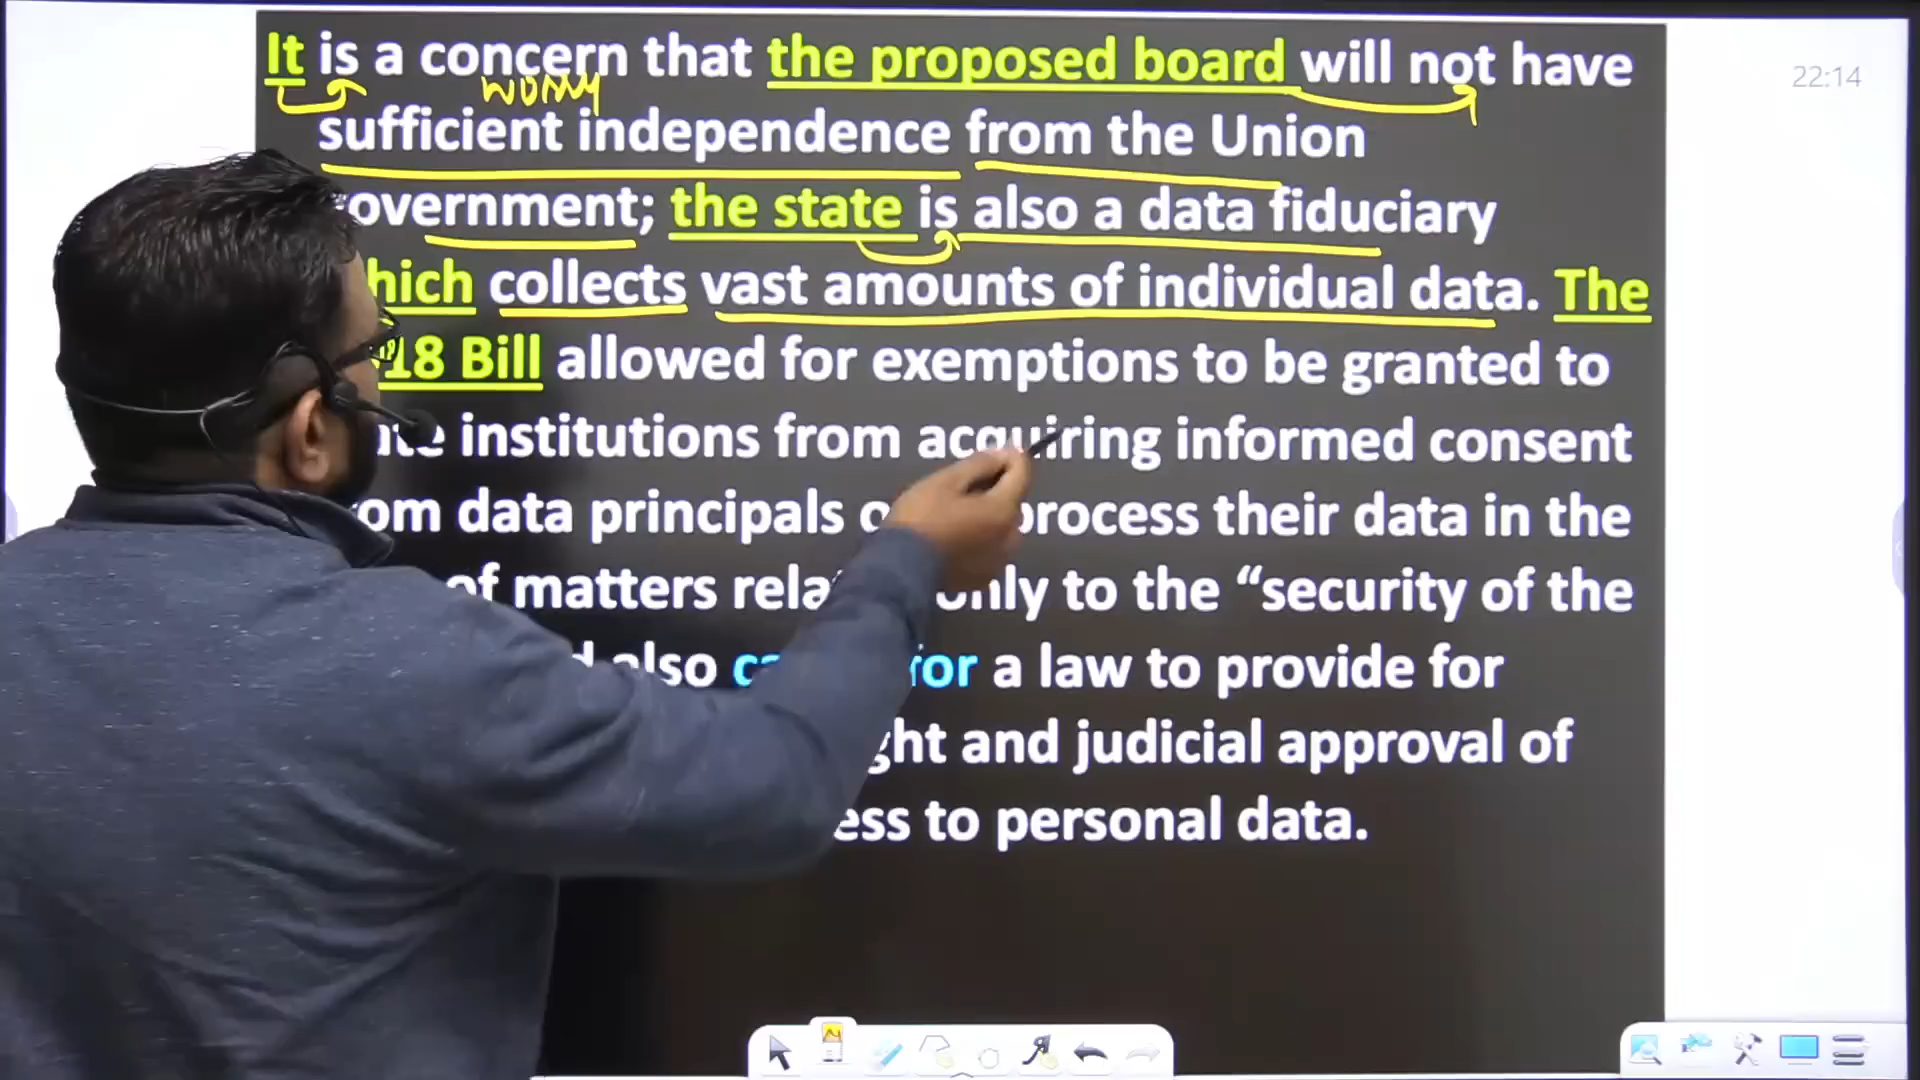 It is a concern that the proposed board will not have
worry
sufficient independence from the Union
overnment; the state is also a data fiduciary
hich collects vast amounts of individual data. The
18 Bill allowed for exemptions to be granted to
institutions from acquiring informed consent
om data principals process their data in the
of matters only to the “security of the
also for a law to provide for
ght and judicial approval of
ess to personal data.
22:14